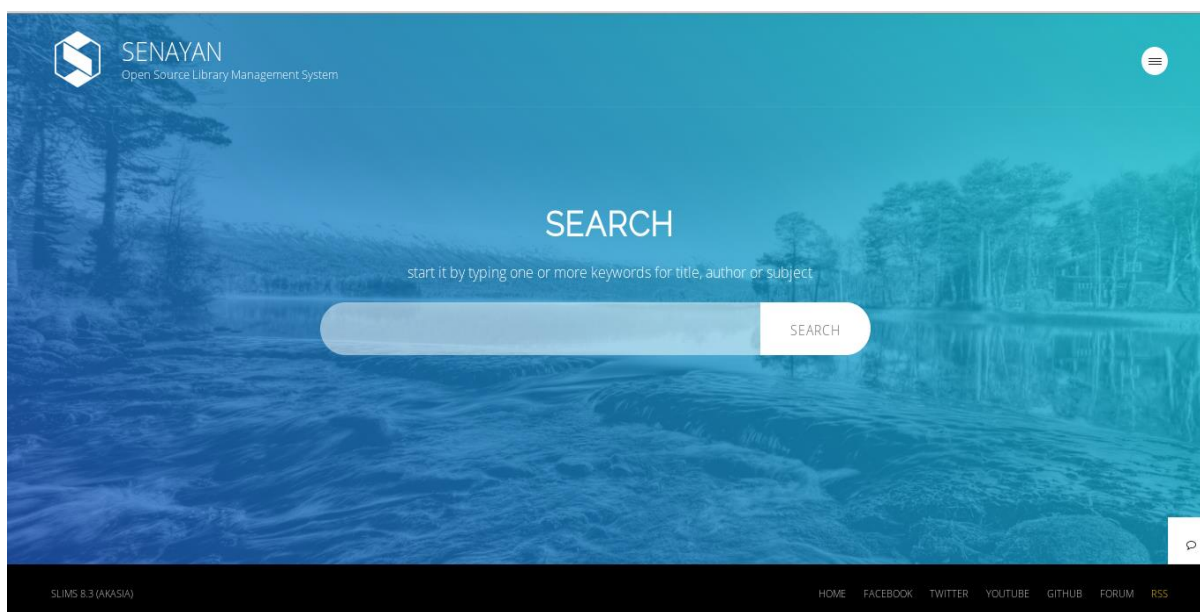 SENAYAN
Open Source Library Management System
SEARCH
start it by typing one or more keywords for title, author or subject
SEARCH
SLIMS 8.3 (AKASIA)
HOME FACEBOOK TWITTER YOUTUBE GITHUB FORUM RSS